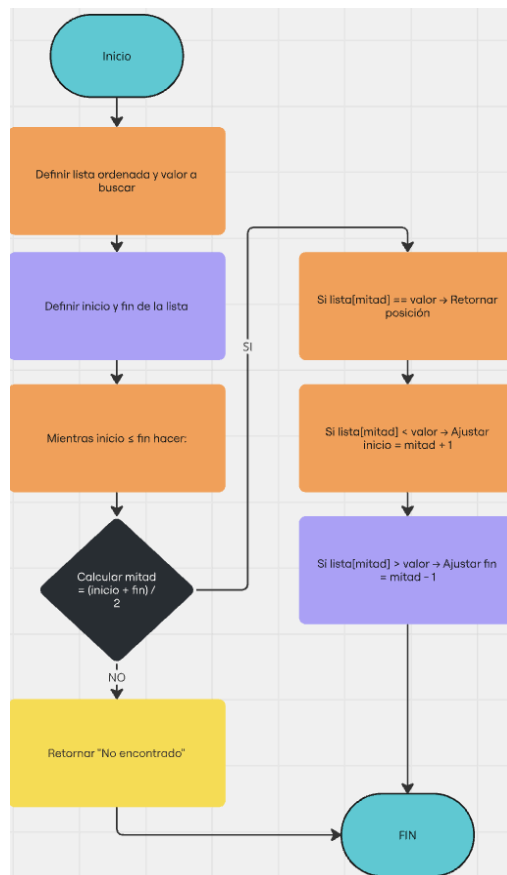 Inicio
Definir lista ordenada y valor a
buscar
Definir inicio y fin de la lista
Mientras inicio ≤ fin hacer:
Calcular mitad
= (inicio + fin) /
2
NO
Retornar "No encontrado"
SI
Si lista[mitad] == valor → Retornar
posición
Si lista[mitad] < valor → Ajustar
inicio = mitad + 1
Si lista[mitad] > valor → Ajustar fin
= mitad - 1
FIN